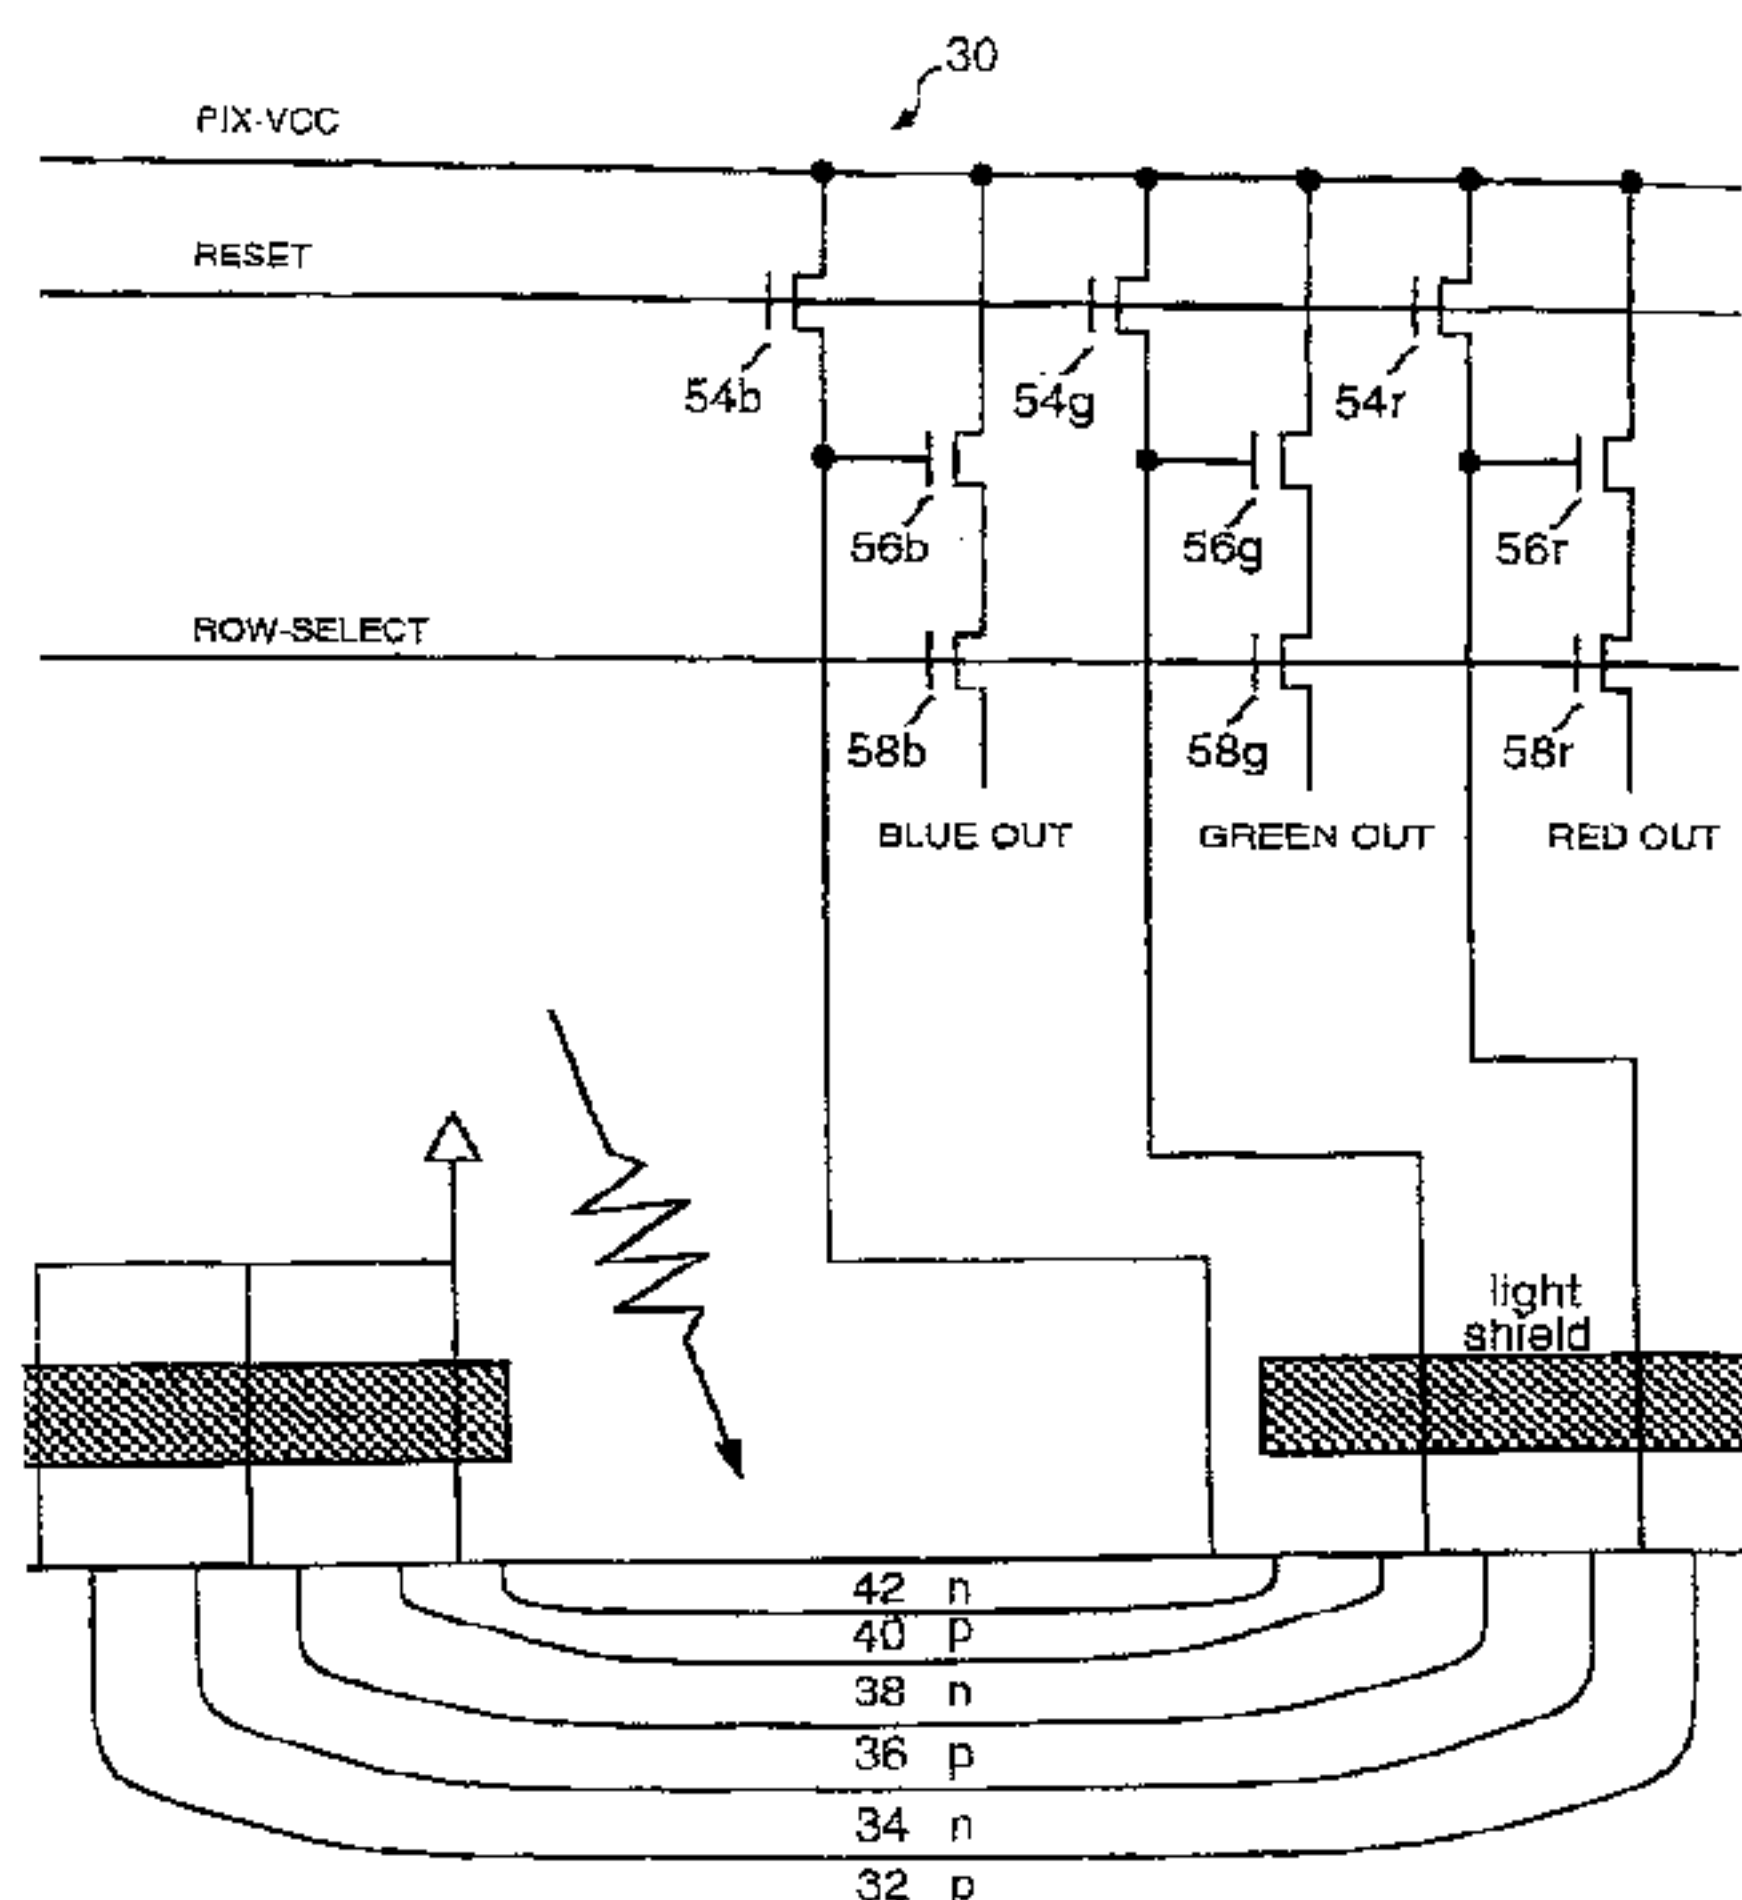 30
PIX-VCC
RESET
54b
54g
54r
56b
56g
56r
ROW-SELECT
58b
58g
58r
BLUE OUT
GREEN OUT
RED OUT
light
shield
42 n
40 p
38 n
36 p
34 n
32 p